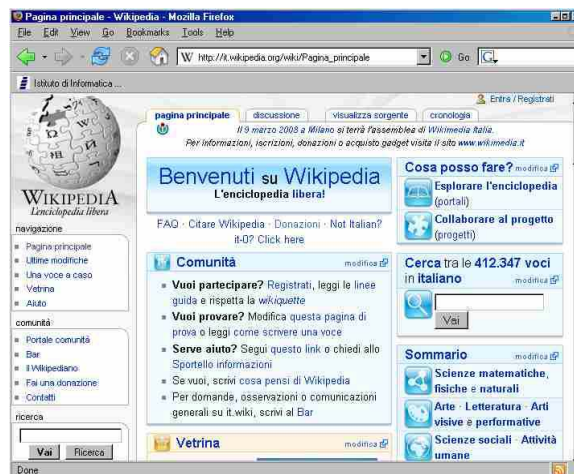 Pagina principale - Wikipedia - Mozilla Firefox
File Edit View Go Bookmarks Tools Help
http://it.wikipedia.org/wiki/Pagina_principale
Go
Istituto di Informatica ...
Entra / Registrati
pagina principale discussione visualizza sorgente cronologia
Il 9 marzo 2008 a Milano si terrà l'assemblea di Wikimedia Italia.
Per informazioni, iscrizioni, donazioni o acquisto gadget visita il sito www.wikimedia.it
WIKIPEDIA
L'enciclopedia libera
navigazione
Pagina principale
Ultime modifiche
Una voce a caso
Vetrina
Aiuto
comunità
Portale comunità
Bar
Il Wikipediano
Fai una donazione
Contatti
ricerca
Vai Ricerca
Benvenuti su Wikipedia
L'enciclopedia libera!
FAQ · Citare Wikipedia · Donazioni · Not Italian?
it-0? Click here
Comunità modifica
Vuoi partecipare? Registrati, leggi le linee
guida e rispetta la wikiquette
Vuoi provare? Modifica questa pagina di
prova o leggi come scrivere una voce
Serve aiuto? Segui questo link o chiedi allo
Sportello informazioni
Se vuoi, scrivi cosa pensi di Wikipedia
Per domande, osservazioni o comunicazioni
generali su it.wiki, scrivi al Bar
Vetrina modifica
Cosa posso fare? modifica
Esplorare l'enciclopedia
(portali)
Collaborare al progetto
(progetti)
Cerca tra le 412.347 voci
in italiano modifica
Vai
Sommario modifica
Scienze matematiche,
fisiche e naturali
Arte · Letteratura · Arti
visive e performative
Scienze sociali · Attività
umane
Done